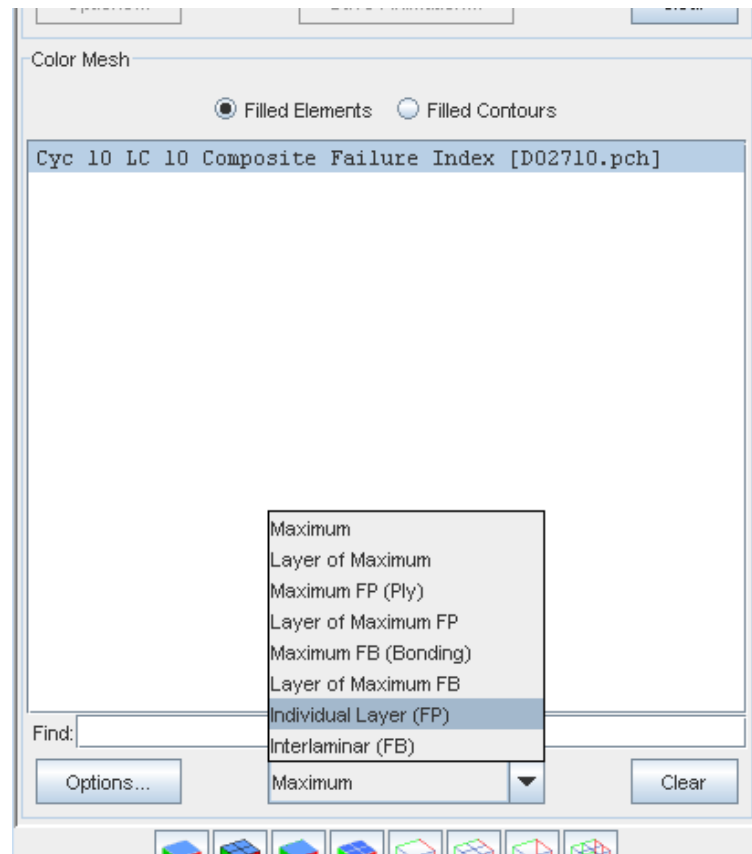 Color Mesh
Filled Elements Filled Contours
Cyc 10 LC 10 Composite Failure Index [D02710.pch]
Maximum
Layer of Maximum
Maximum FP (Ply)
Layer of Maximum FP
Maximum FB (Bonding)
Layer of Maximum FB
Individual Layer (FP)
Interlaminar (FB)
Find:
Options... Maximum Clear